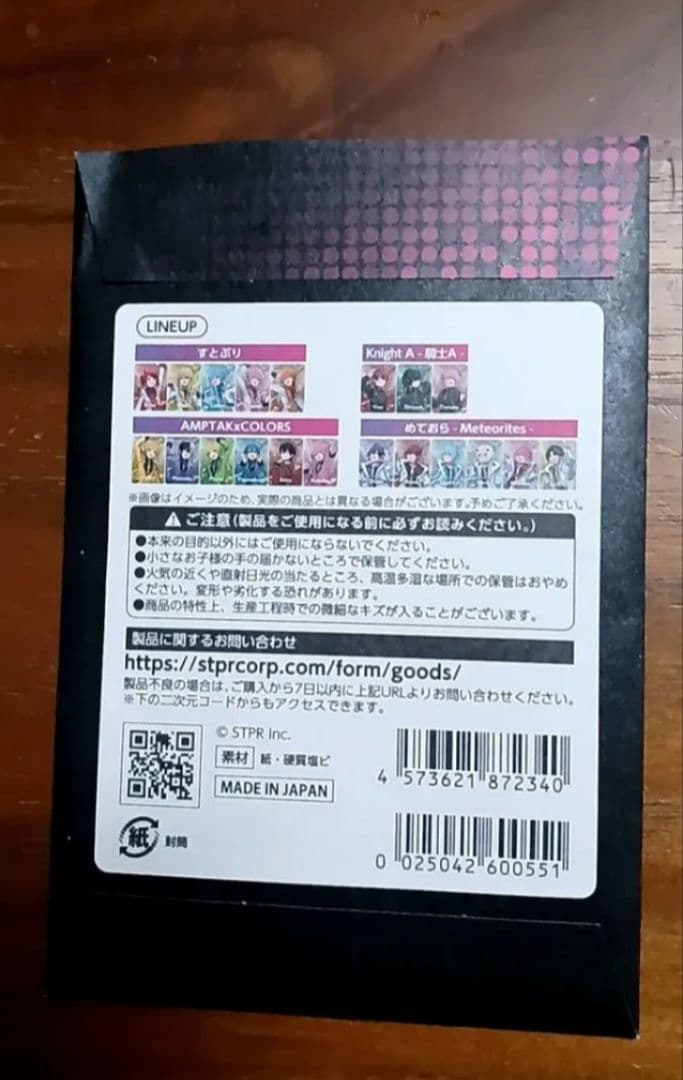 LINEUP
すとぷり
Knight A - 騎士A -
AMPTAKxCOLORS
めておら - Meteorites -
※画像はイメージのため、実際の商品とは異なる場合がございます。予めご了承ください。
ご注意(製品をご使用になる前に必ずお読みください。)
●本来の目的以外にはご使用にならないでください。
●小さなお子様の手の届かないところで保管してください。
●火気の近くや直射日光の当たるところ、高温多湿な場所での保管はおやめ
ください。変形や劣化する恐れがあります。
●商品の特性上、生産工程時での微細なキズが入ることがございます。
製品に関するお問い合わせ
https://stprcorp.com/form/goods/
製品不良の場合は、ご購入から7日以内に上記URLよりお問い合わせください。
※下の二次元コードからもアクセスできます。
© STPR Inc.
素材 紙・硬質塩ビ
MADE IN JAPAN
4 573621 872340
紙 封筒
0 025042 600551